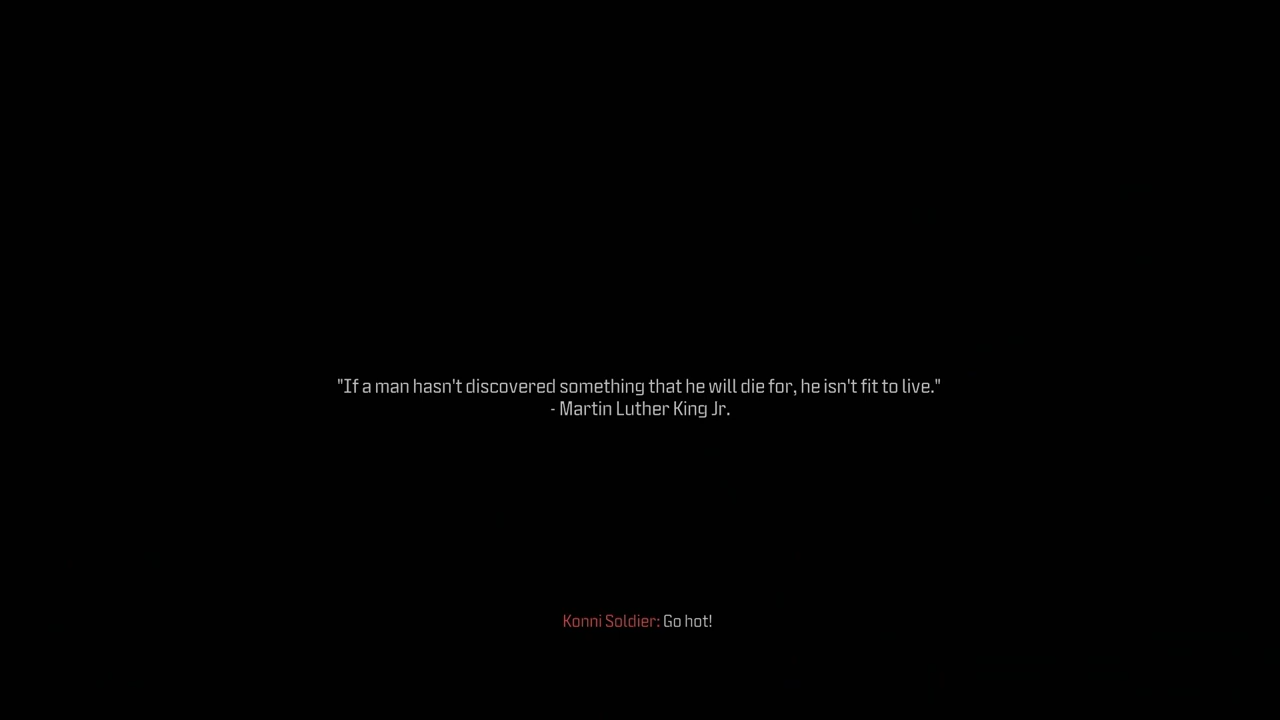 "If a man hasn't discovered something that he will die for, he isn't fit to live."
- Martin Luther King Jr.
Konni Soldier: Go hot!